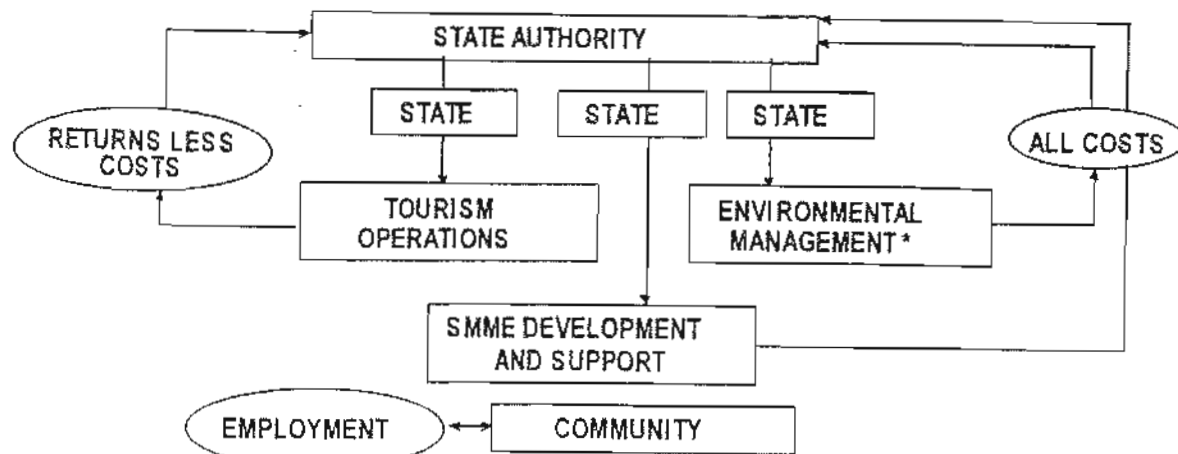 STATE AUTHORITY
STATE
STATE
STATE
RETURNS LESS
COSTS
ALL COSTS
TOURISM
OPERATIONS
ENVIRONMENTAL
MANAGEMENT *
SMME DEVELOPMENT
AND SUPPORT
EMPLOYMENT
COMMUNITY